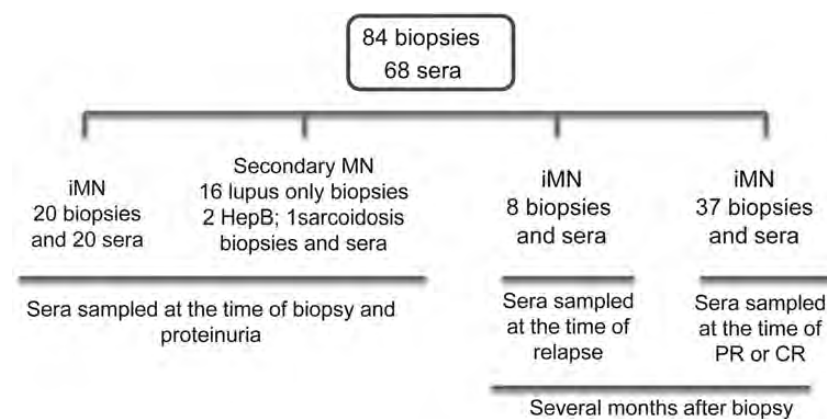 84 biopsies
68 sera
iMN
20 biopsies
and 20 sera
Secondary MN
16 lupus only biopsies
2 HepB; 1sarcoidosis
biopsies and sera
iMN
8 biopsies
and sera
iMN
37 biopsies
and sera
Sera sampled at the time of biopsy and
proteinuria
Sera sampled
at the time of
relapse
Sera sampled
at the time of
PR or CR
Several months after biopsy